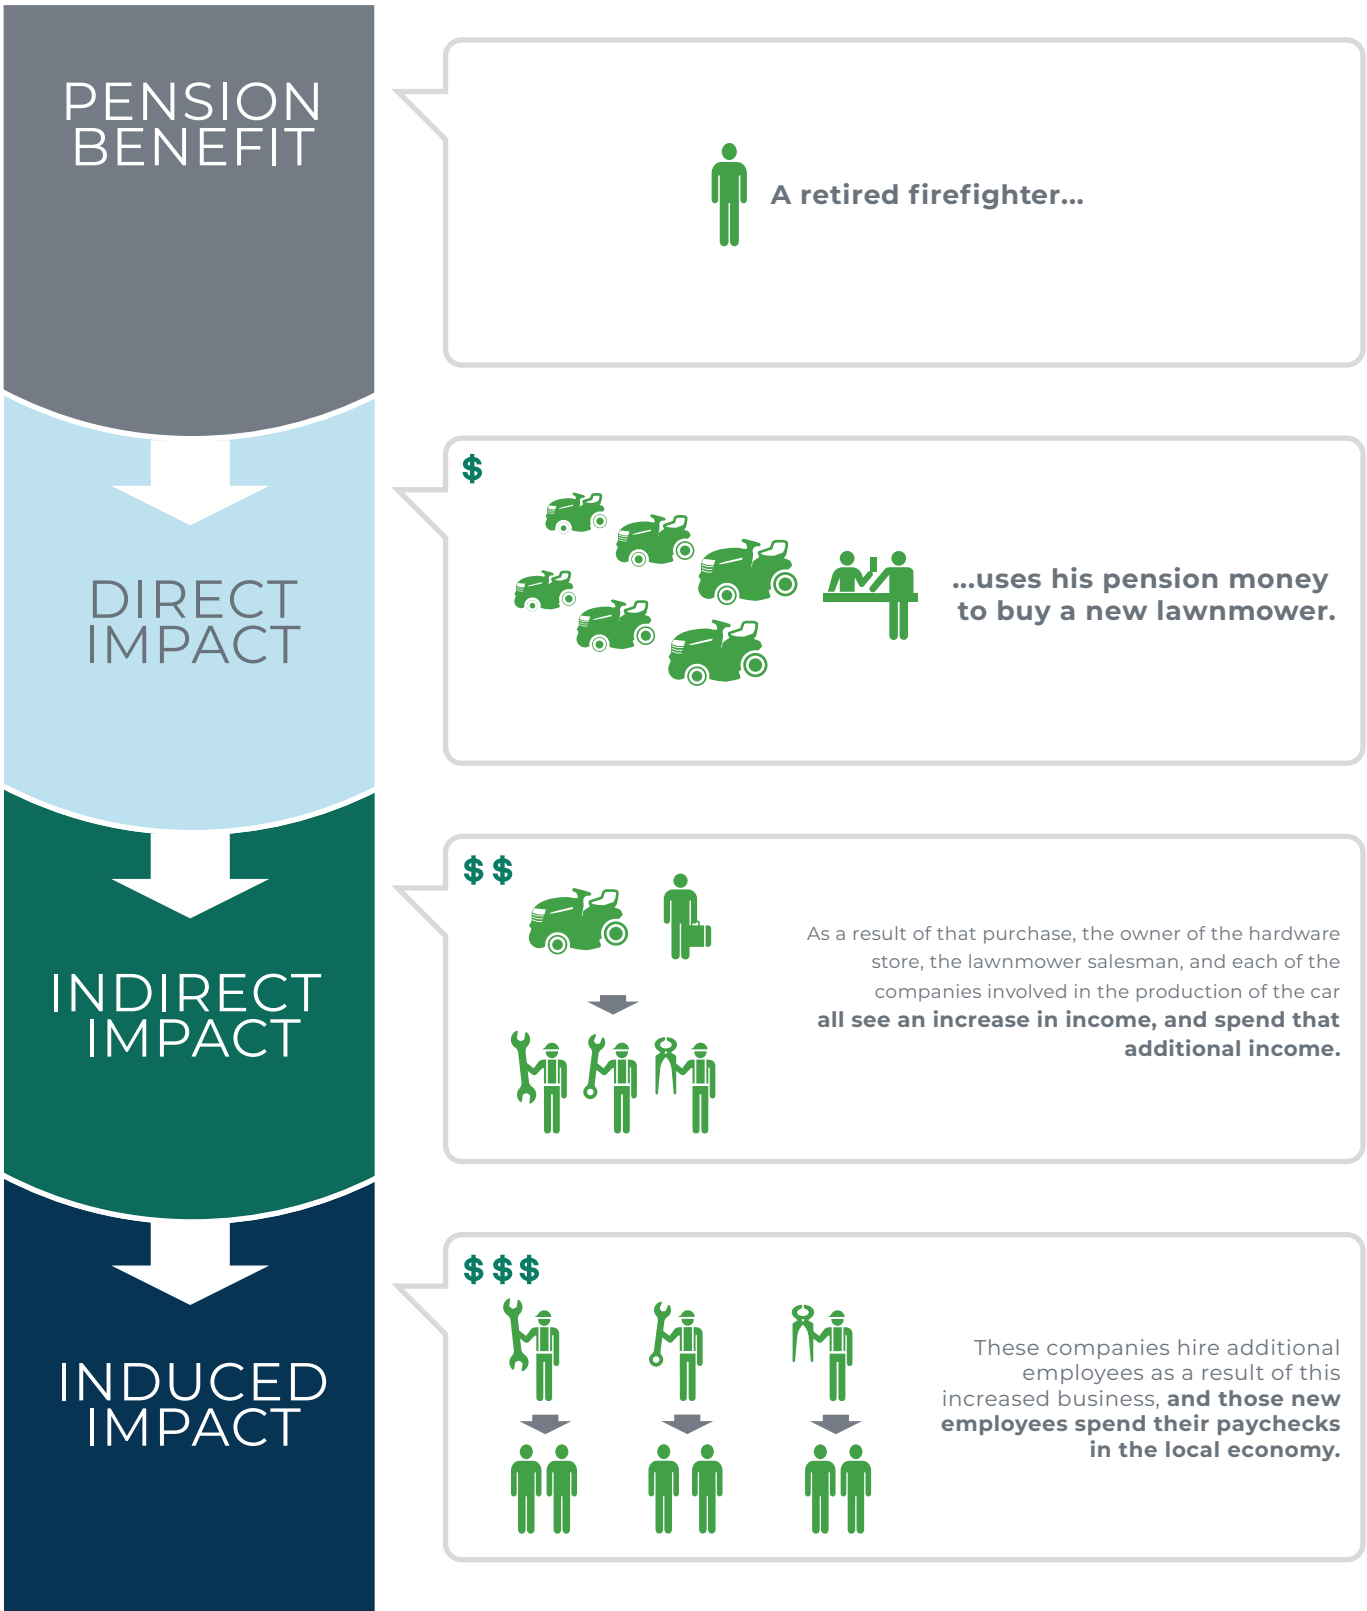 PENSION
BENEFIT
A retired firefighter...
DIRECT
IMPACT
$
...uses his pension money
to buy a new lawnmower.
INDIRECT
IMPACT
$ $
As a result of that purchase, the owner of the hardware
store, the lawnmower salesman, and each of the
companies involved in the production of the car
all see an increase in income, and spend that
additional income.
INDUCED
IMPACT
$ $ $
These companies hire additional
employees as a result of this
increased business, and those new
employees spend their paychecks
in the local economy.